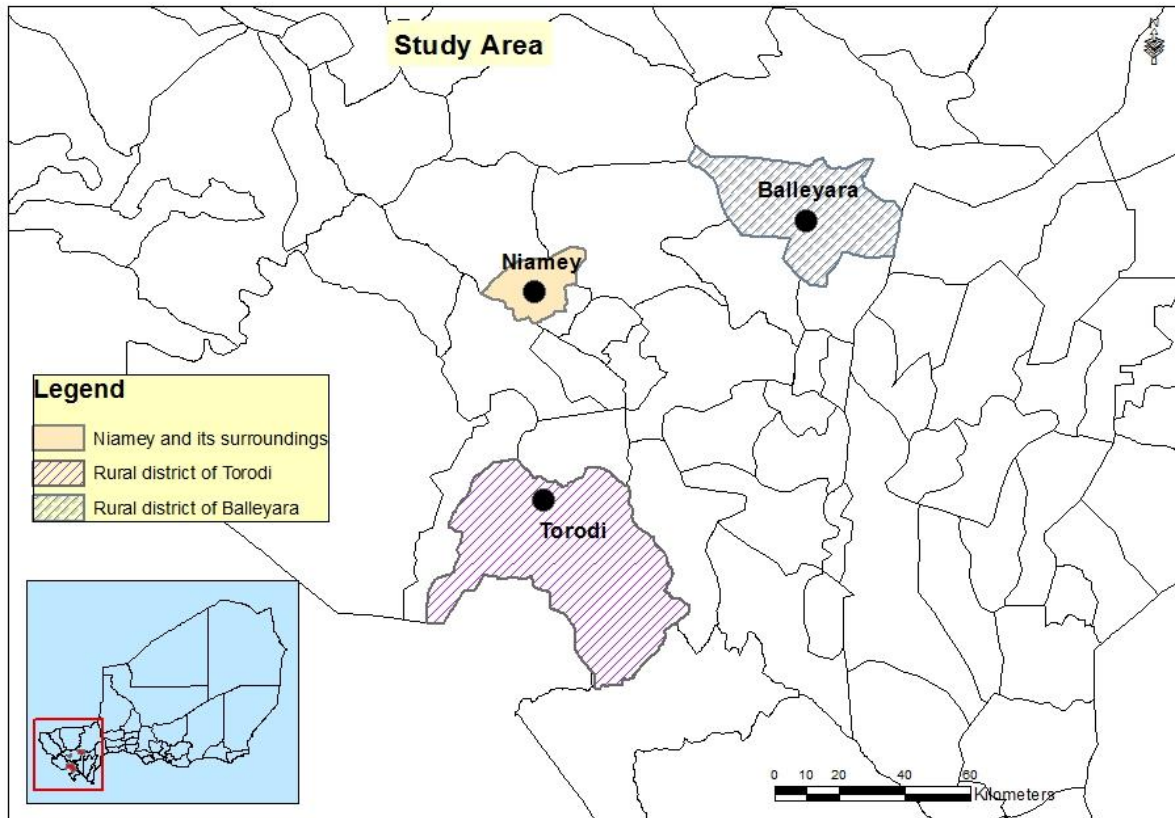 Study Area
N
Balleyara
Niamey
Legend
Niamey and its surroundings
Rural district of Torodi
Rural district of Balleyara
Torodi
0 10 20 40 60
Kilometers